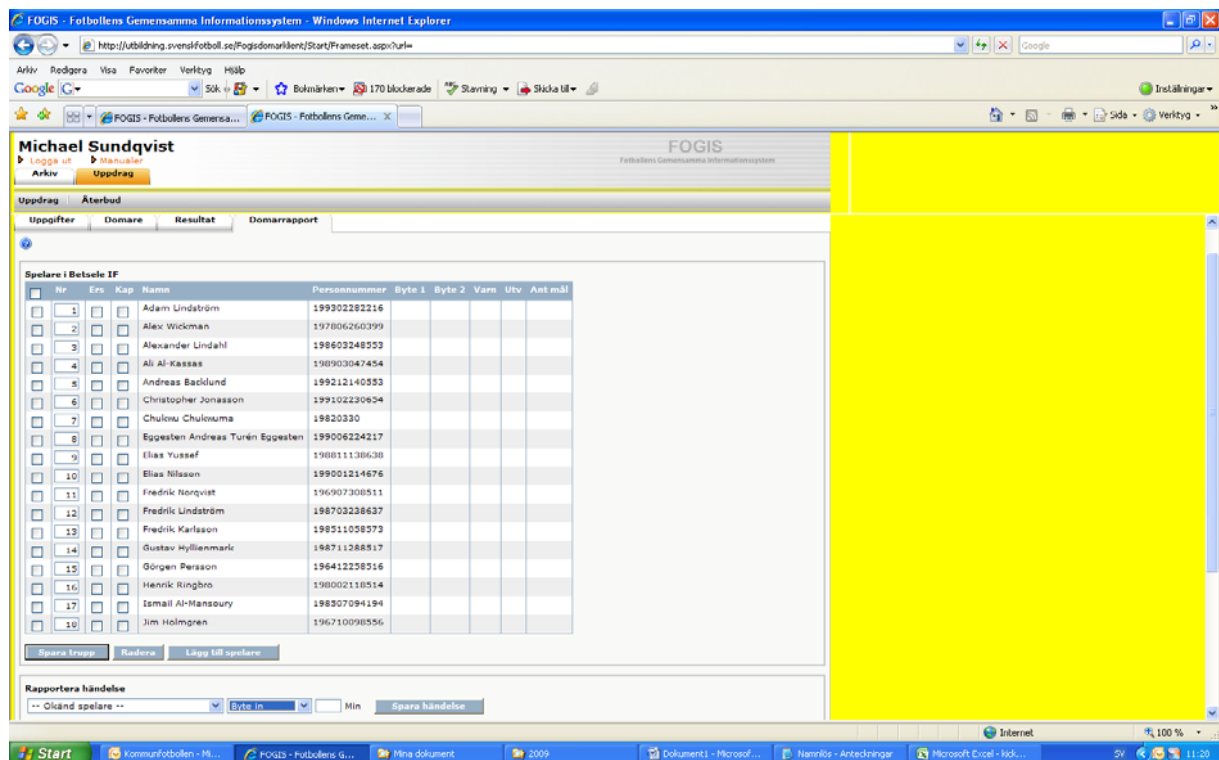 FOGIS - Fotbollens Gemensamma Informationssystem - Windows Internet Explorer
http://utbildning.svenskfotboll.se/Fogisdomarklient/Start/Frameset.aspx?url=
Google
Arkiv Redigera Visa Favoriter Verktyg Hjälp
Google Sök Bokmärken 170 blockerade Stavning Skicka till Inställningar
FOGIS - Fotbollens Gemensa... FOGIS - Fotbollens Geme... Sida Verktyg
Michael Sundqvist
FOGIS
Logga ut Manualer
Fotbollens Gemensamma Informationssystem
Arkiv Uppdrag
Uppdrag Återbud
Uppgifter Domare Resultat Domarrapport
Spelare i Betsele IF
Nr Ers Kap Namn Personnummer Byte 1 Byte 2 Varn Utv Ant mål
1 Adam Lindström 199302282216
2 Alex Wickman 197806260399
3 Alexander Lindahl 198603248553
4 Ali Al-Kassas 198903047454
5 Andreas Backlund 199212140553
6 Christopher Jonasson 199102230654
7 Chukwu Chukwuma 19820330
8 Eggesten Andreas Turén Eggesten 199006224217
9 Elias Yussef 198811138638
10 Elias Nilsson 199001214676
11 Fredrik Norqvist 196907308511
12 Fredrik Lindström 198703238637
13 Fredrik Karlsson 198511058573
14 Gustav Hyllienmark 198711288517
15 Görgen Persson 196412258516
16 Henrik Ringbro 198002118514
17 Ismail Al-Mansoury 198507094194
18 Jim Holmgren 196710098556
Spara trupp Radera Lägg till spelare
Rapportera händelse
-- Okänd spelare -- Byte in Min Spara händelse
Internet 100 %
Start Kommunfotbollen - Mi... FOGIS - Fotbollens G... Mina dokument 2009 Dokument1 - Microsof... Namnlös - Anteckningar Microsoft Excel - kick... SV 11:20